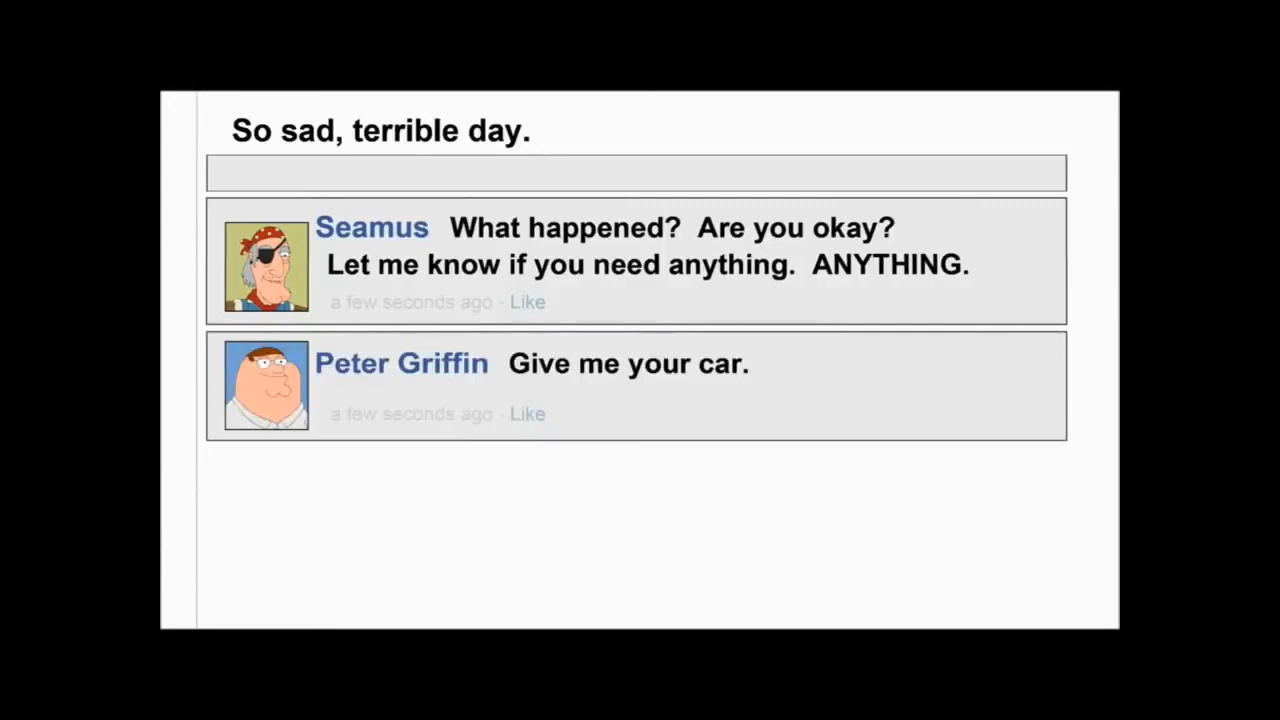 So sad, terrible day.
Seamus What happened? Are you okay?
Let me know if you need anything. ANYTHING.
a few seconds ago · Like
Peter Griffin Give me your car.
a few seconds ago · Like